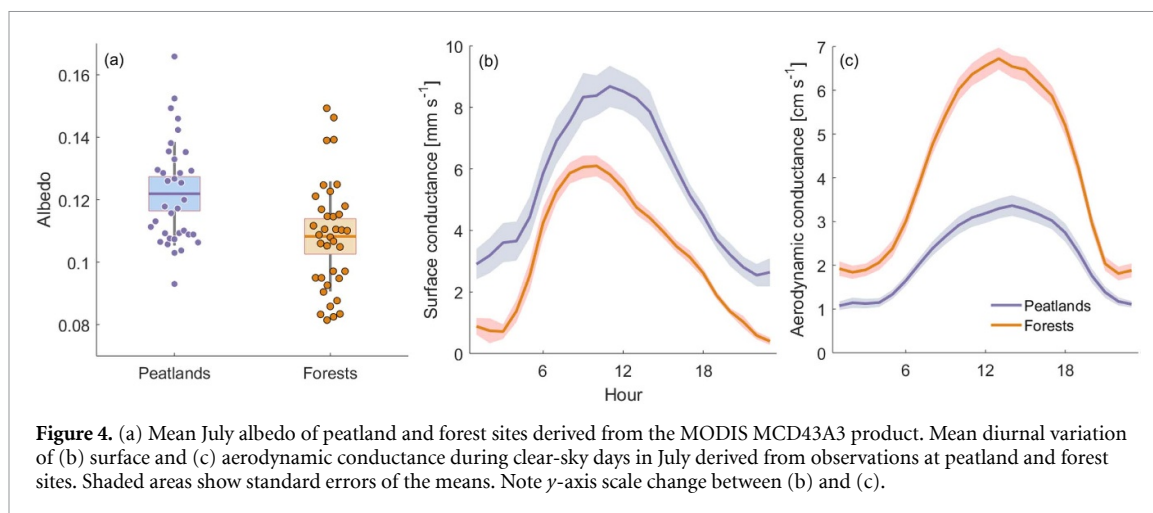 (a)
0.16
0.14
0.12
0.1
0.08
Albedo
Peatlands
Forests
(b)
10
8
6
4
2
0
Surface conductance [mm s⁻¹]
6
12
18
Hour
(c)
7
6
5
4
3
2
1
0
Aerodynamic conductance [cm s⁻¹]
Peatlands
Forests
6
12
18
Figure 4. (a) Mean July albedo of peatland and forest sites derived from the MODIS MCD43A3 product. Mean diurnal variation
of (b) surface and (c) aerodynamic conductance during clear-sky days in July derived from observations at peatland and forest
sites. Shaded areas show standard errors of the means. Note y-axis scale change between (b) and (c).